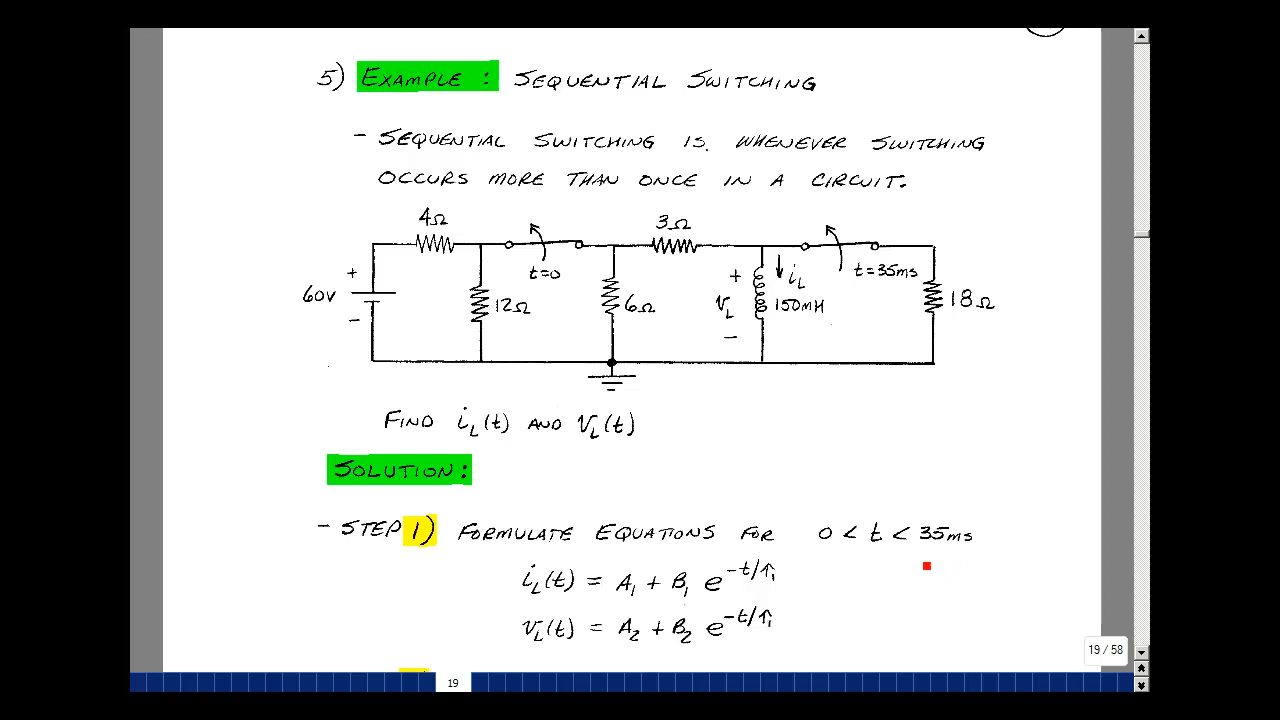 5) EXAMPLE : SEQUENTIAL SWITCHING
- SEQUENTIAL SWITCHING IS WHENEVER SWITCHING
OCCURS MORE THAN ONCE IN A CIRCUIT.
4Ω
3Ω
t=0
t=35ms
+
60V
-
12Ω
6Ω
+
vL
-
iL
150mH
18Ω
FIND iL(t) AND vL(t)
SOLUTION:
- STEP 1) FORMULATE EQUATIONS FOR 0 < t < 35ms
iL(t) = A1 + B1 e^-t/τ1
vL(t) = A2 + B2 e^-t/τ1
19 / 58
19